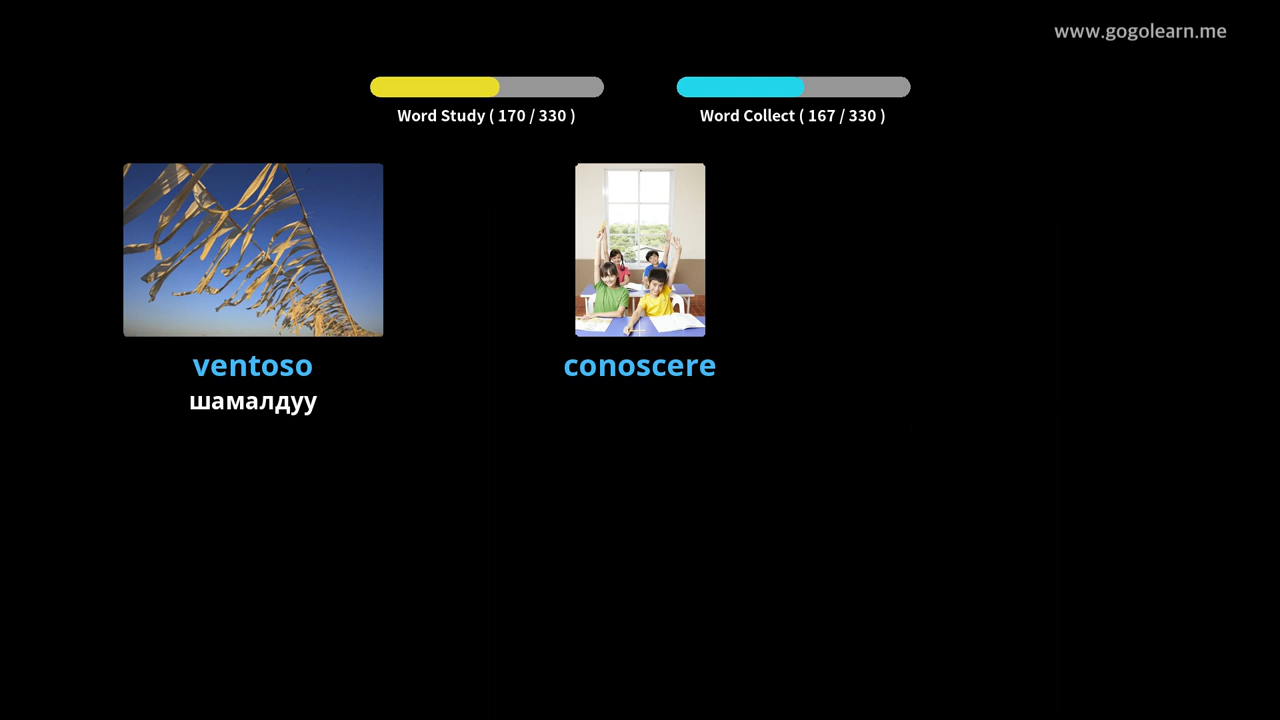 www.gogolearn.me
Word Study ( 170 / 330 )
Word Collect ( 167 / 330 )
ventoso
шамалдуу
conoscere